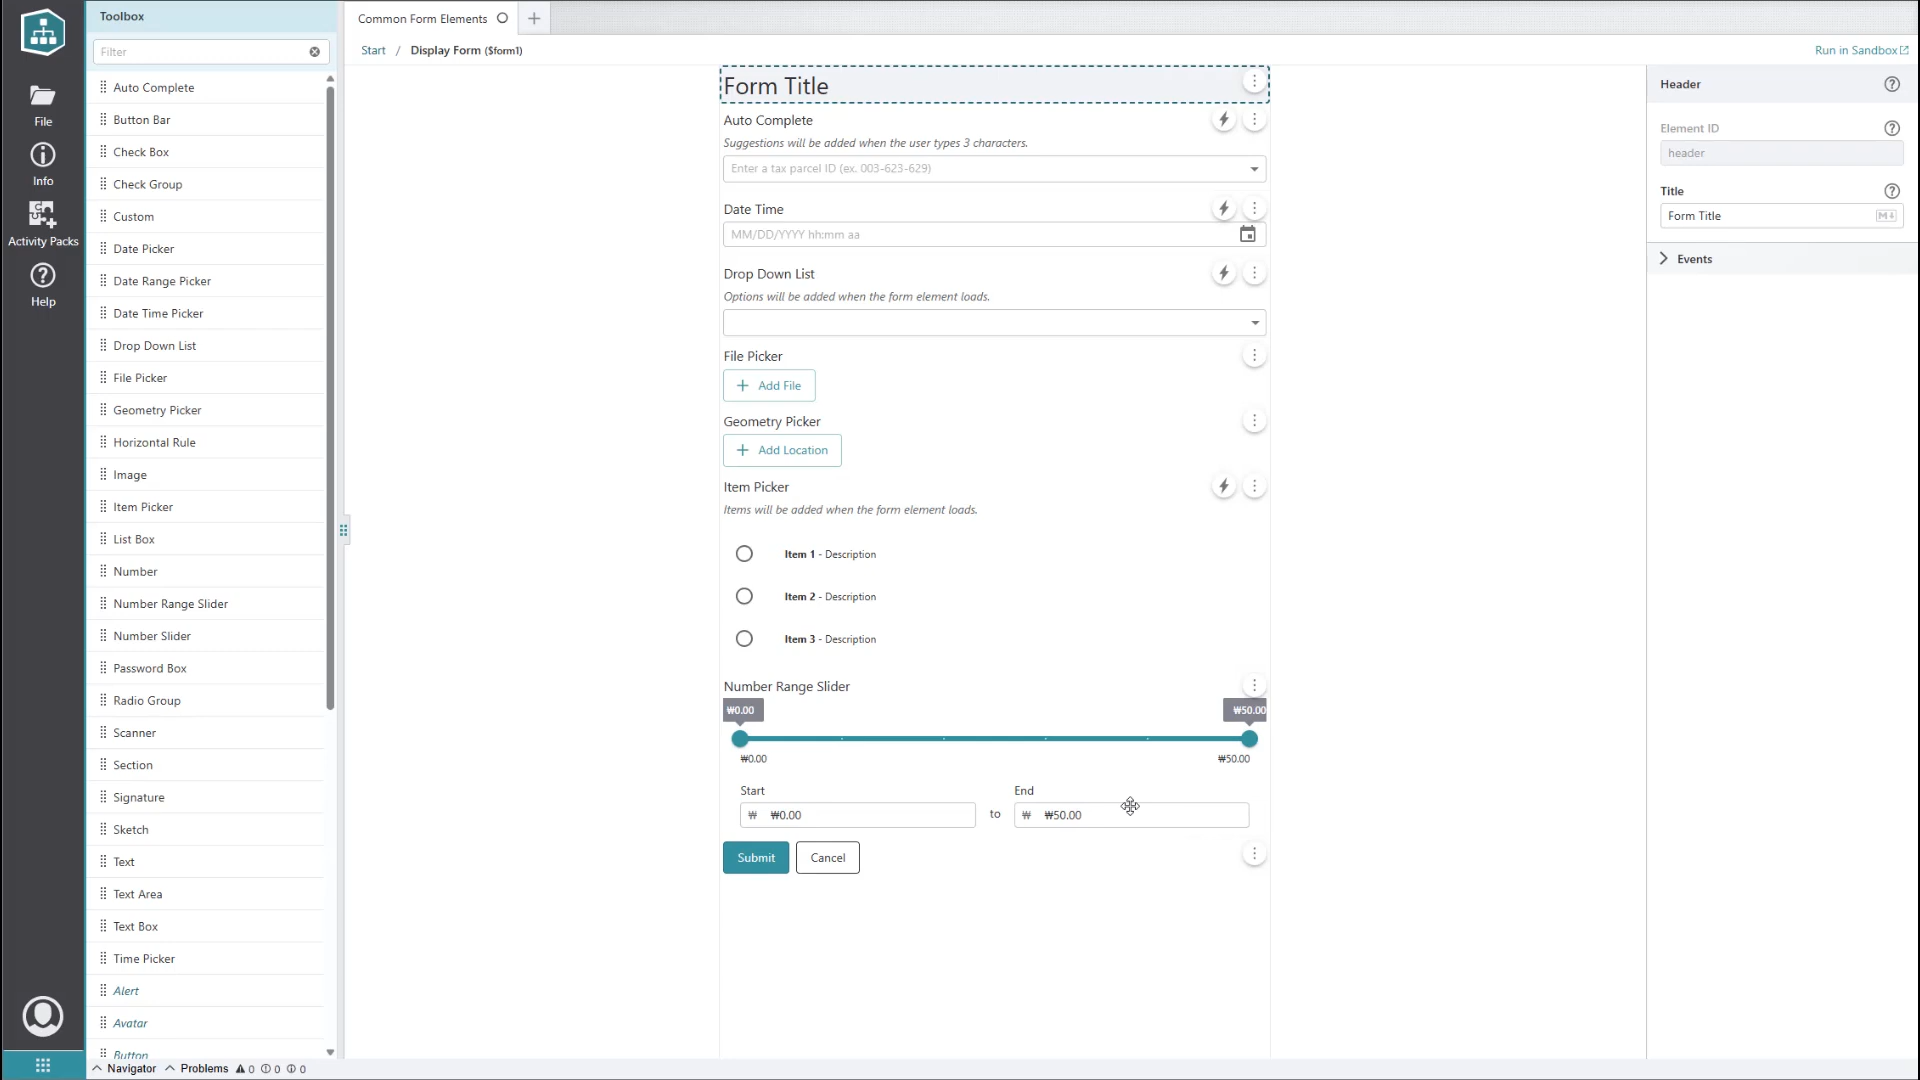 Toolbox
Filter
Auto Complete
Button Bar
Check Box
Check Group
Custom
Date Picker
Date Range Picker
Date Time Picker
Drop Down List
File Picker
Geometry Picker
Horizontal Rule
Image
Item Picker
List Box
Number
Number Range Slider
Number Slider
Password Box
Radio Group
Scanner
Section
Signature
Sketch
Text
Text Area
Text Box
Time Picker
Alert
Avatar
Button
File
Info
Activity Packs
Help
Common Form Elements
Start / Display Form ($form1)
Run in Sandbox
Form Title
Auto Complete
Suggestions will be added when the user types 3 characters.
Enter a tax parcel ID (ex. 003-623-629)
Date Time
MM/DD/YYYY hh:mm aa
Drop Down List
Options will be added when the form element loads.
File Picker
+ Add File
Geometry Picker
+ Add Location
Item Picker
Items will be added when the form element loads.
Item 1 - Description
Item 2 - Description
Item 3 - Description
Number Range Slider
₩0.00 ₩50.00
₩0.00 ₩50.00
Start End
₩ ₩0.00 to ₩ ₩50.00
Submit Cancel
Header
Element ID
header
Title
Form Title
Events
Navigator Problems 0 0 0